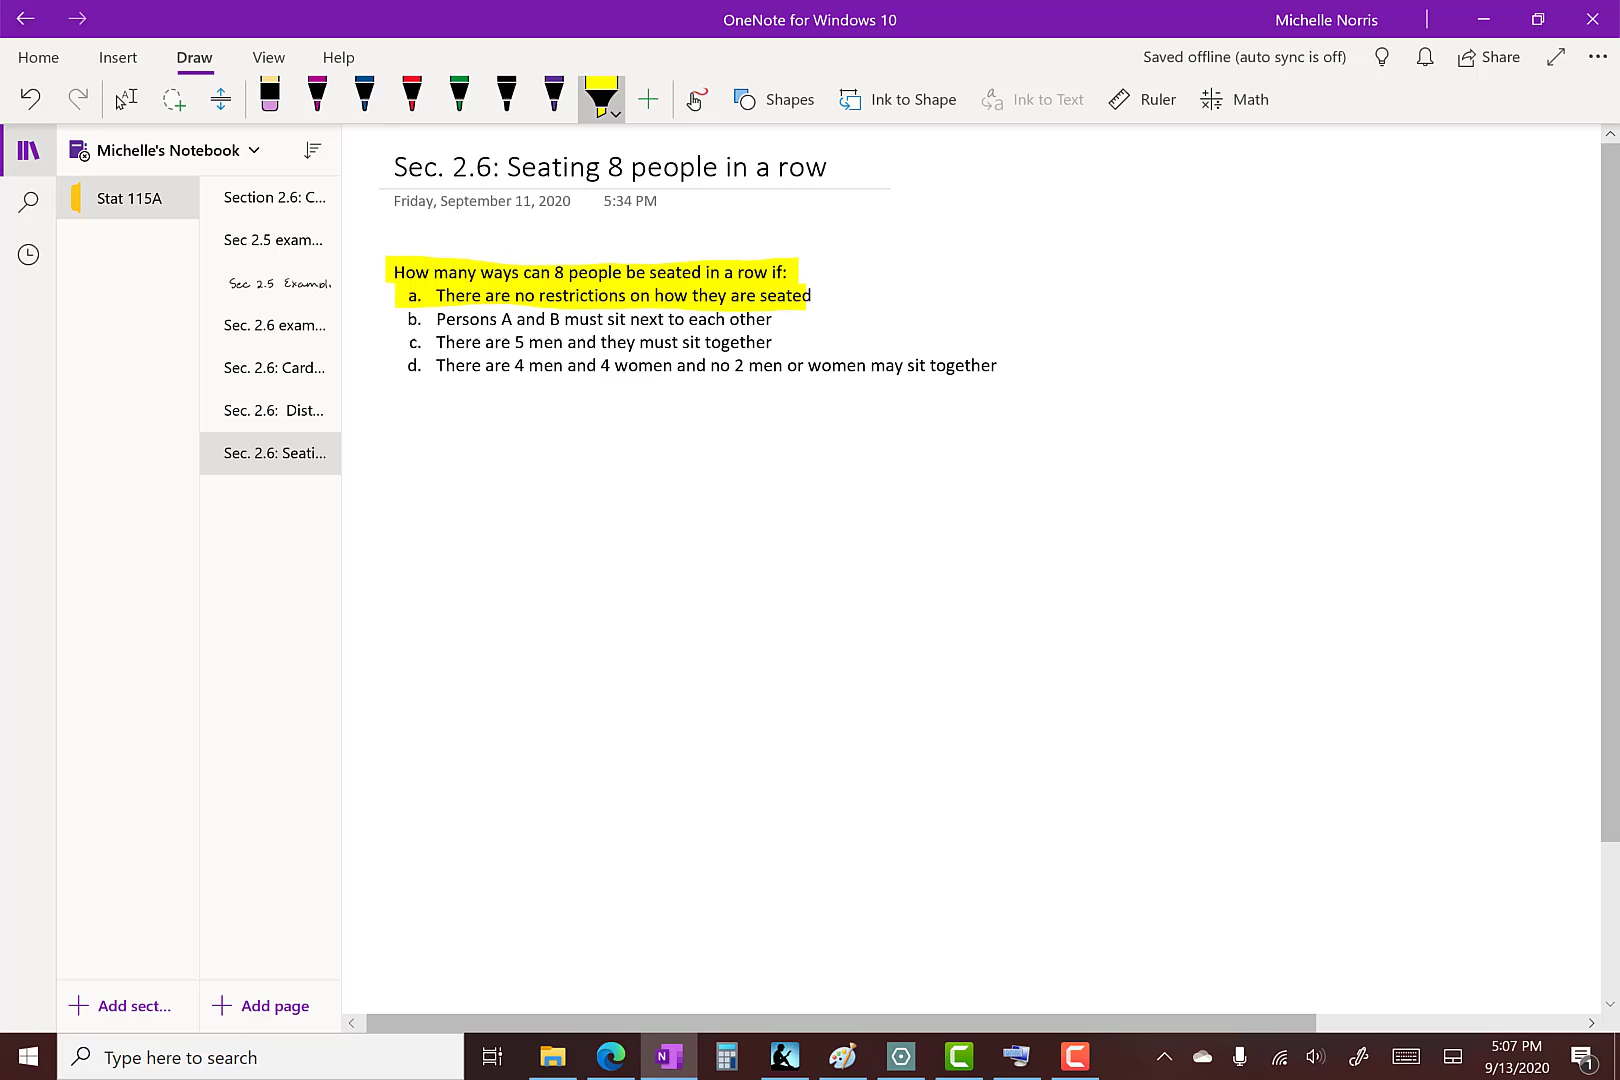 OneNote for Windows 10
Michelle Norris
Home
Insert
Draw
View
Help
Saved offline (auto sync is off)
Share
Shapes
Ink to Shape
Ink to Text
Ruler
Math
Michelle's Notebook
Stat 115A
Section 2.6: C...
Sec 2.5 exam...
Sec 2.5 Example
Sec. 2.6 exam...
Sec. 2.6: Card...
Sec. 2.6: Dist...
Sec. 2.6: Seati...
Sec. 2.6: Seating 8 people in a row
Friday, September 11, 2020 5:34 PM
How many ways can 8 people be seated in a row if:
a. There are no restrictions on how they are seated
b. Persons A and B must sit next to each other
c. There are 5 men and they must sit together
d. There are 4 men and 4 women and no 2 men or women may sit together
Add sect...
Add page
Type here to search
5:07 PM
9/13/2020
1